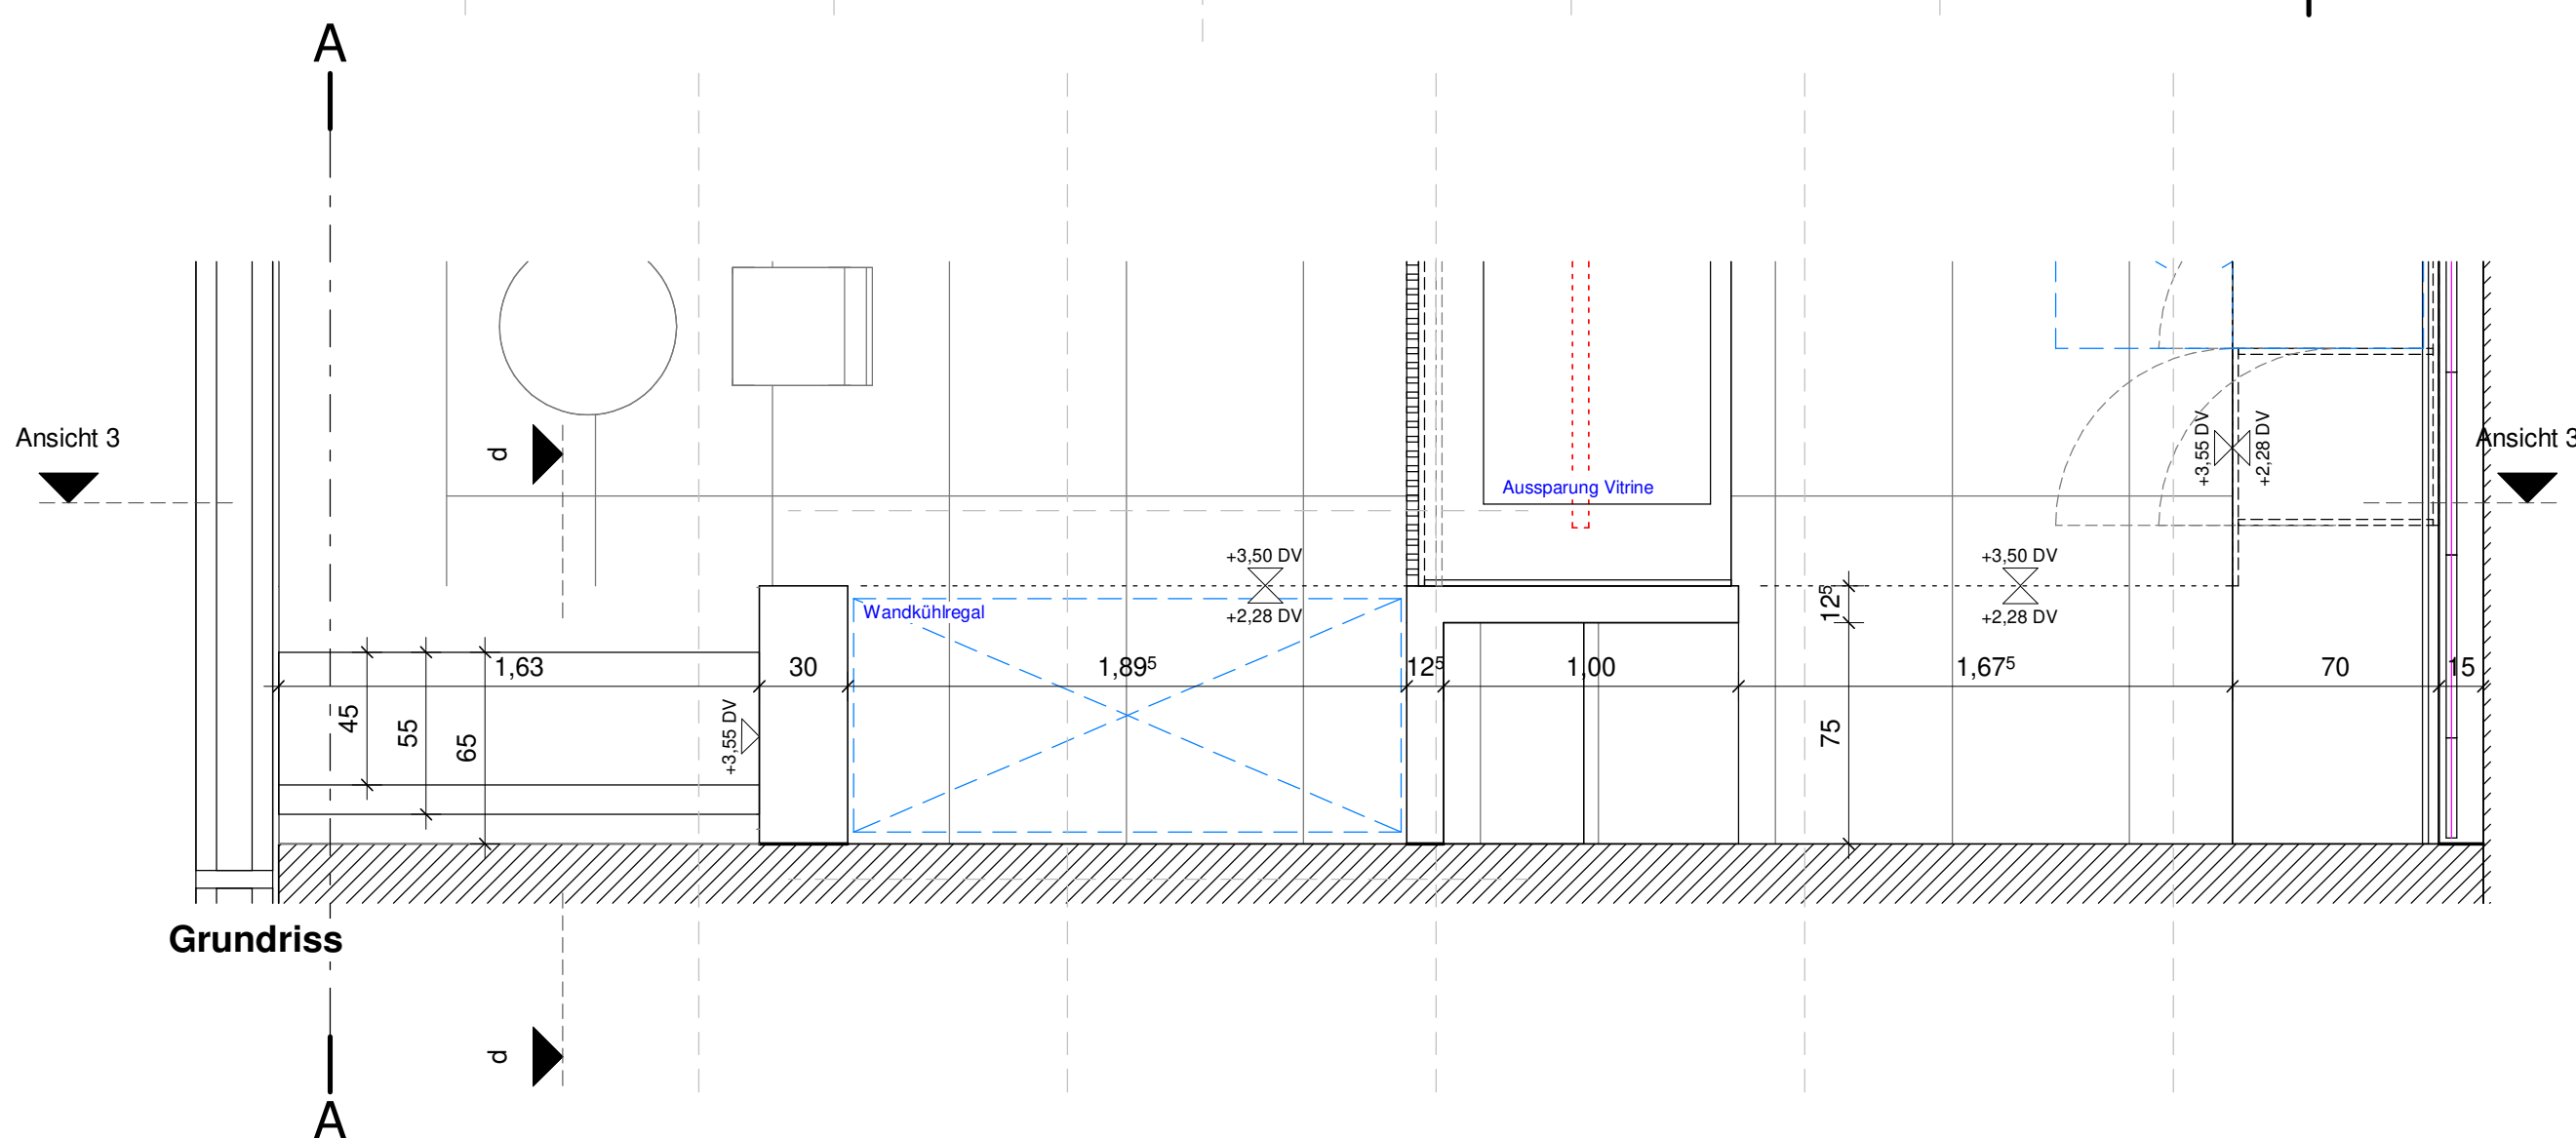 A
Ansicht 3
Ansicht 3
d
+3,55 DV
+2,28 DV
Aussparung Vitrine
+3,50 DV
+2,28 DV
+3,50 DV
+2,28 DV
Wandkühlregal
12⁵
1,63
30
1,89⁵
12⁵
1,00
1,67⁵
70
15
45
55
65
+3,55 DV
75
Grundriss
d
A